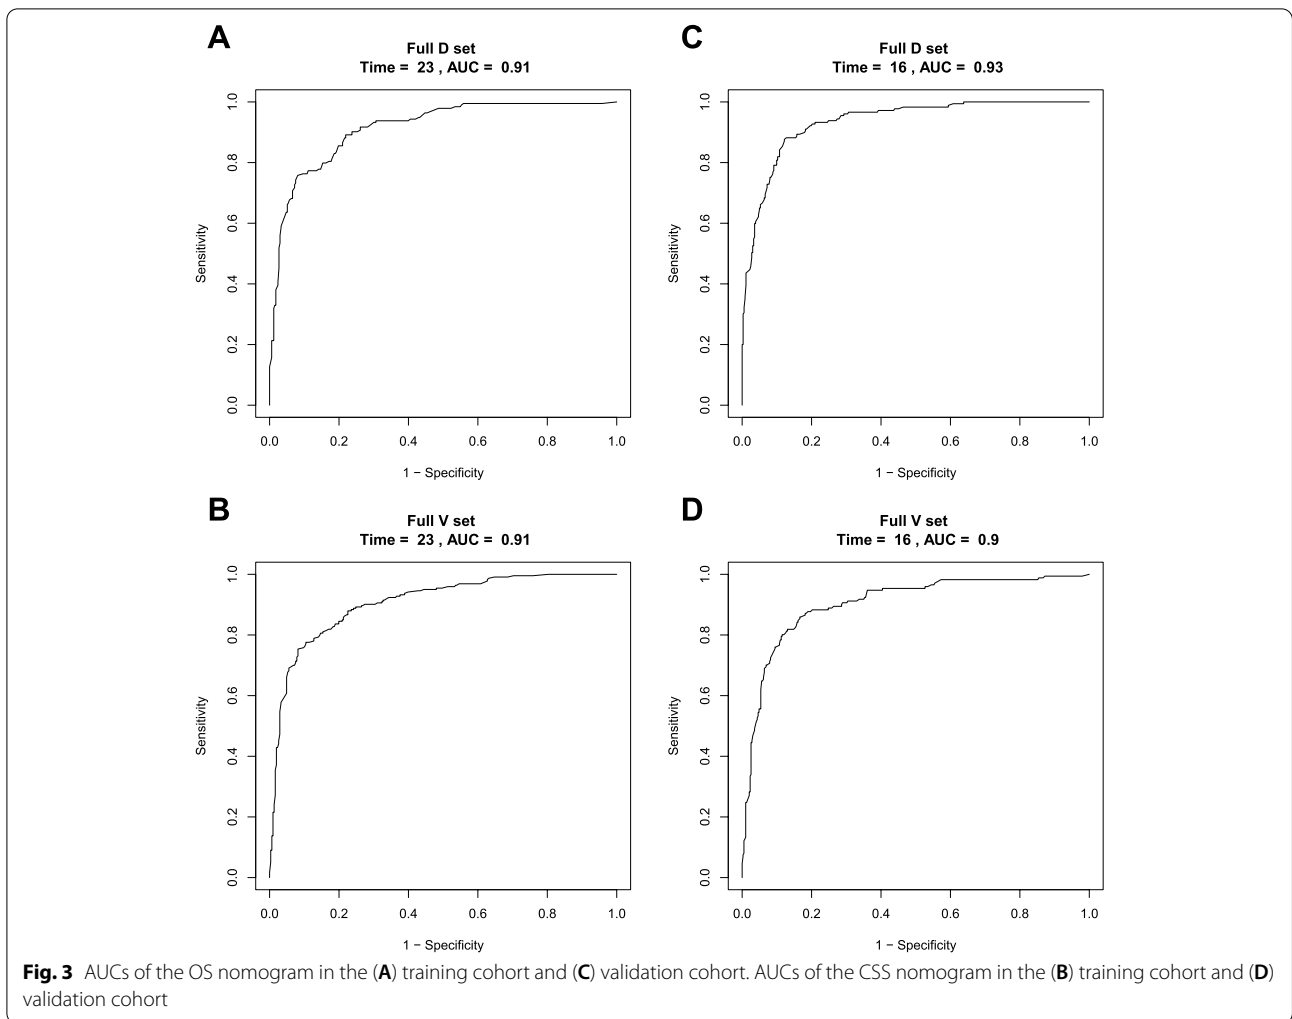 A
Full D set
Time = 23 , AUC = 0.91
Sensitivity
0.0 0.2 0.4 0.6 0.8 1.0
0.0 0.2 0.4 0.6 0.8 1.0
1 − Specificity
C
Full D set
Time = 16 , AUC = 0.93
Sensitivity
0.0 0.2 0.4 0.6 0.8 1.0
0.0 0.2 0.4 0.6 0.8 1.0
1 − Specificity
B
Full V set
Time = 23 , AUC = 0.91
Sensitivity
0.0 0.2 0.4 0.6 0.8 1.0
0.0 0.2 0.4 0.6 0.8 1.0
1 − Specificity
D
Full V set
Time = 16 , AUC = 0.9
Sensitivity
0.0 0.2 0.4 0.6 0.8 1.0
0.0 0.2 0.4 0.6 0.8 1.0
1 − Specificity
Fig. 3 AUCs of the OS nomogram in the (A) training cohort and (C) validation cohort. AUCs of the CSS nomogram in the (B) training cohort and (D)
validation cohort